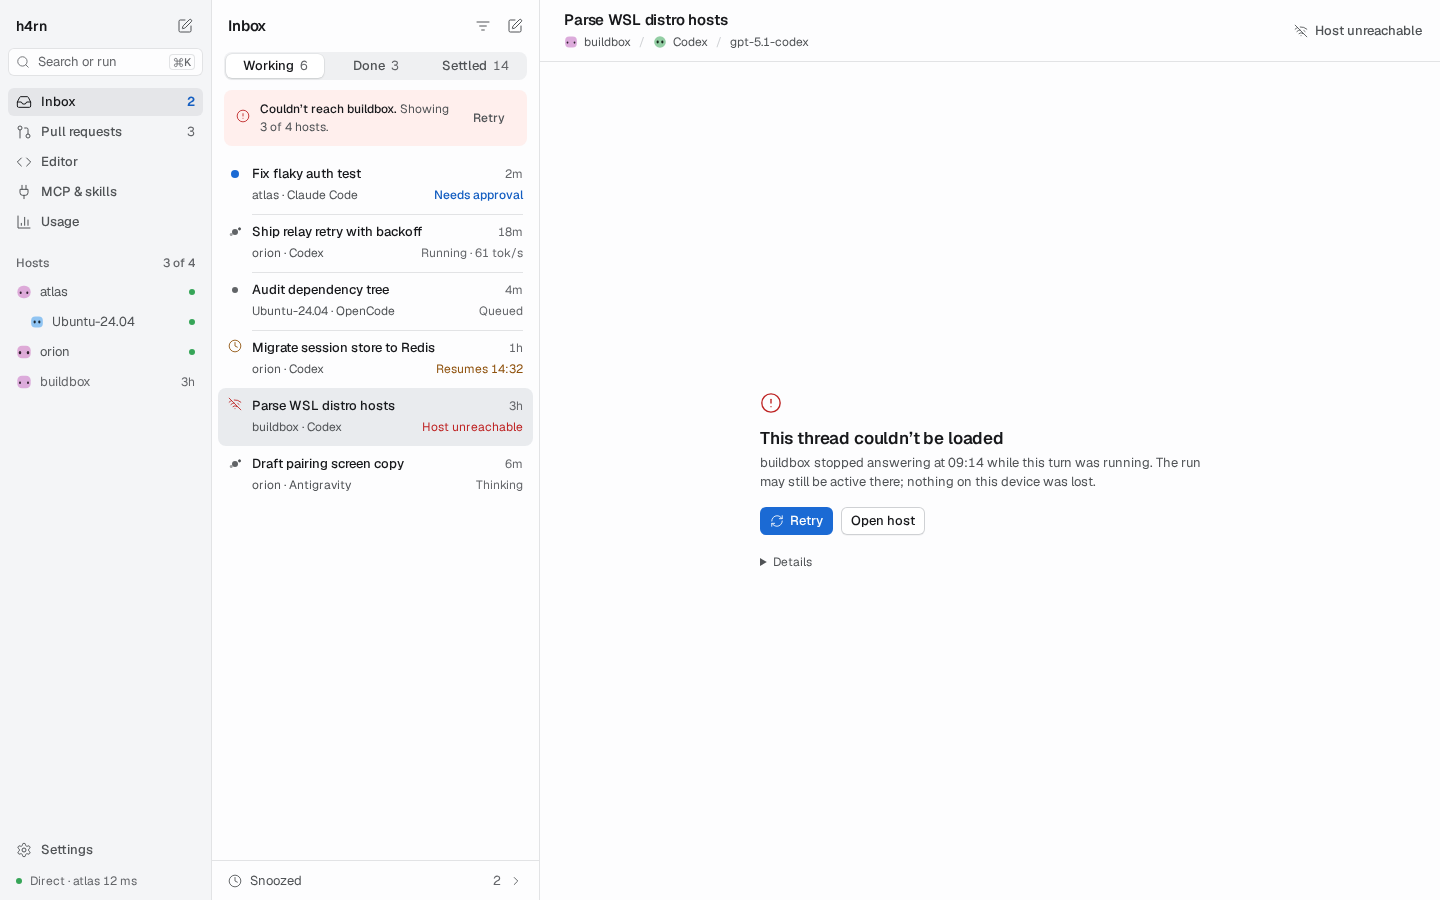 h4rn
Search or run ⌘K
Inbox 2
Pull requests 3
Editor
MCP & skills
Usage
Hosts 3 of 4
atlas
Ubuntu-24.04
orion
buildbox 3h
Settings
Direct · atlas 12 ms
Inbox
Working 6 Done 3 Settled 14
Couldn't reach buildbox. Showing
3 of 4 hosts.
Retry
Fix flaky auth test 2m
atlas · Claude Code Needs approval
Ship relay retry with backoff 18m
orion · Codex Running · 61 tok/s
Audit dependency tree 4m
Ubuntu-24.04 · OpenCode Queued
Migrate session store to Redis 1h
orion · Codex Resumes 14:32
Parse WSL distro hosts 3h
buildbox · Codex Host unreachable
Draft pairing screen copy 6m
orion · Antigravity Thinking
Snoozed 2
Parse WSL distro hosts
buildbox / Codex / gpt-5.1-codex
Host unreachable
This thread couldn’t be loaded
buildbox stopped answering at 09:14 while this turn was running. The run
may still be active there; nothing on this device was lost.
Retry Open host
Details